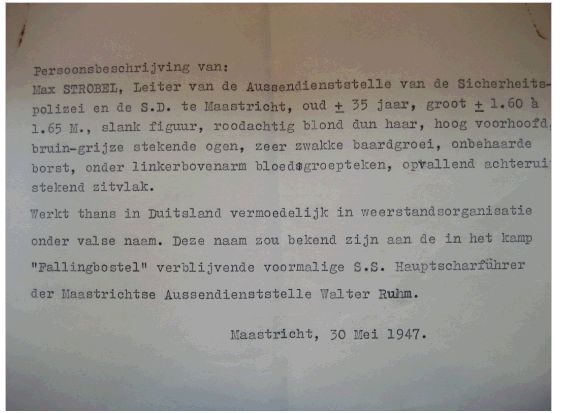 Persoonsbeschrijving van:
Max STROBEL, Leiter van de Aussendienststelle van de Sicherheits-
polizei en de S.D. te Maastricht, oud ± 35 jaar, groot ± 1.60 à
1.65 M., slank figuur, roodachtig blond dun haar, hoog voorhoofd,
bruin-grijze stekende ogen, zeer zwakke baardgroei, onbehaarde
borst, onder linkerbovenarm bloedsgroepteken, opvallend achterui
stekend zitvlak.
Werkt thans in Duitsland vermoedelijk in weerstandsorganisatie
onder valse naam. Deze naam zou bekend zijn aan de in het kamp
"Fallingbostel" verblijvende voormalige S.S. Hauptscharführer
der Maastrichtse Aussendienststelle Walter Ruhm.
Maastricht, 30 Mei 1947.